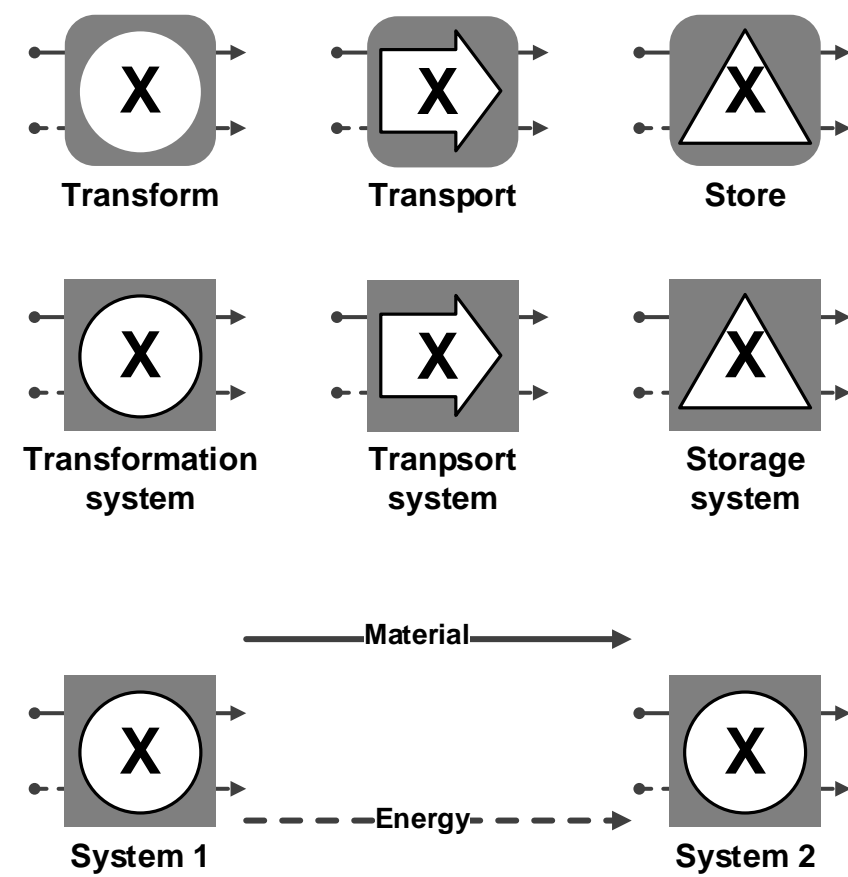 X X X
Transform Transport Store
X X X
Transformation Tranpsort Storage
system system system
Material
X X
Energy
System 1 System 2